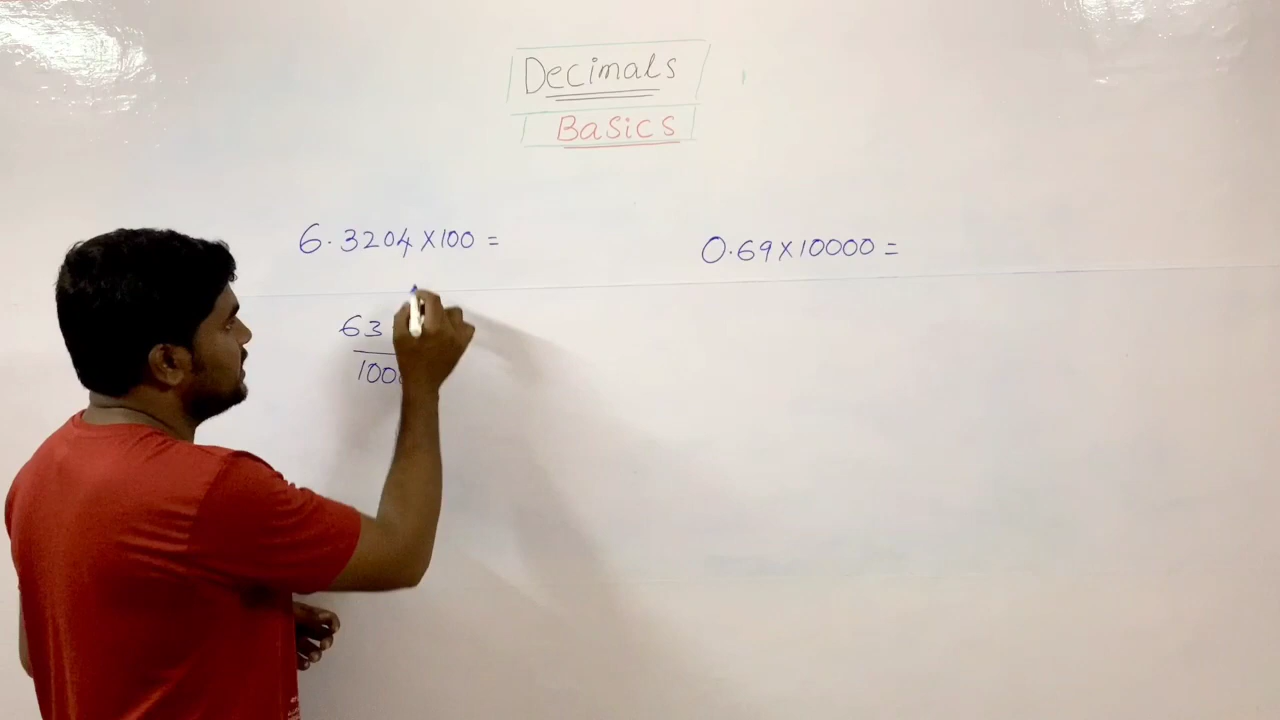 Decimals
Basics
6.3204 X 100 =
0.69 X 10000 =
63
100